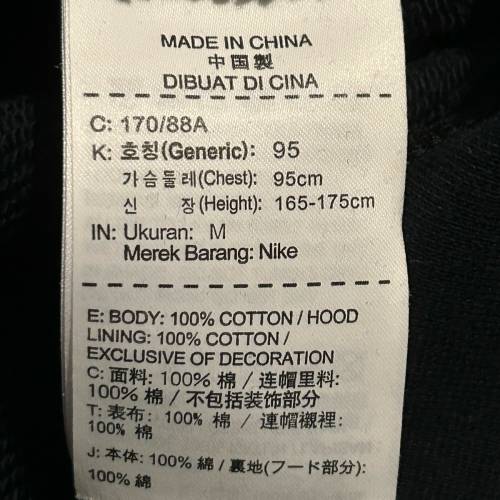 MADE IN CHINA
中国製
DIBUAT DI CINA
C: 170/88A
K: 호칭(Generic): 95
가슴둘레(Chest): 95cm
신 장(Height): 165-175cm
IN: Ukuran: M
Merek Barang: Nike
E: BODY: 100% COTTON / HOOD
LINING: 100% COTTON /
EXCLUSIVE OF DECORATION
C: 面料: 100% 棉 / 连帽里料:
100% 棉 / 不包括装饰部分
T: 表布: 100% 棉 / 連帽襯裡:
100% 棉
J: 本体: 100% 綿 / 裏地(フード部分):
100% 綿